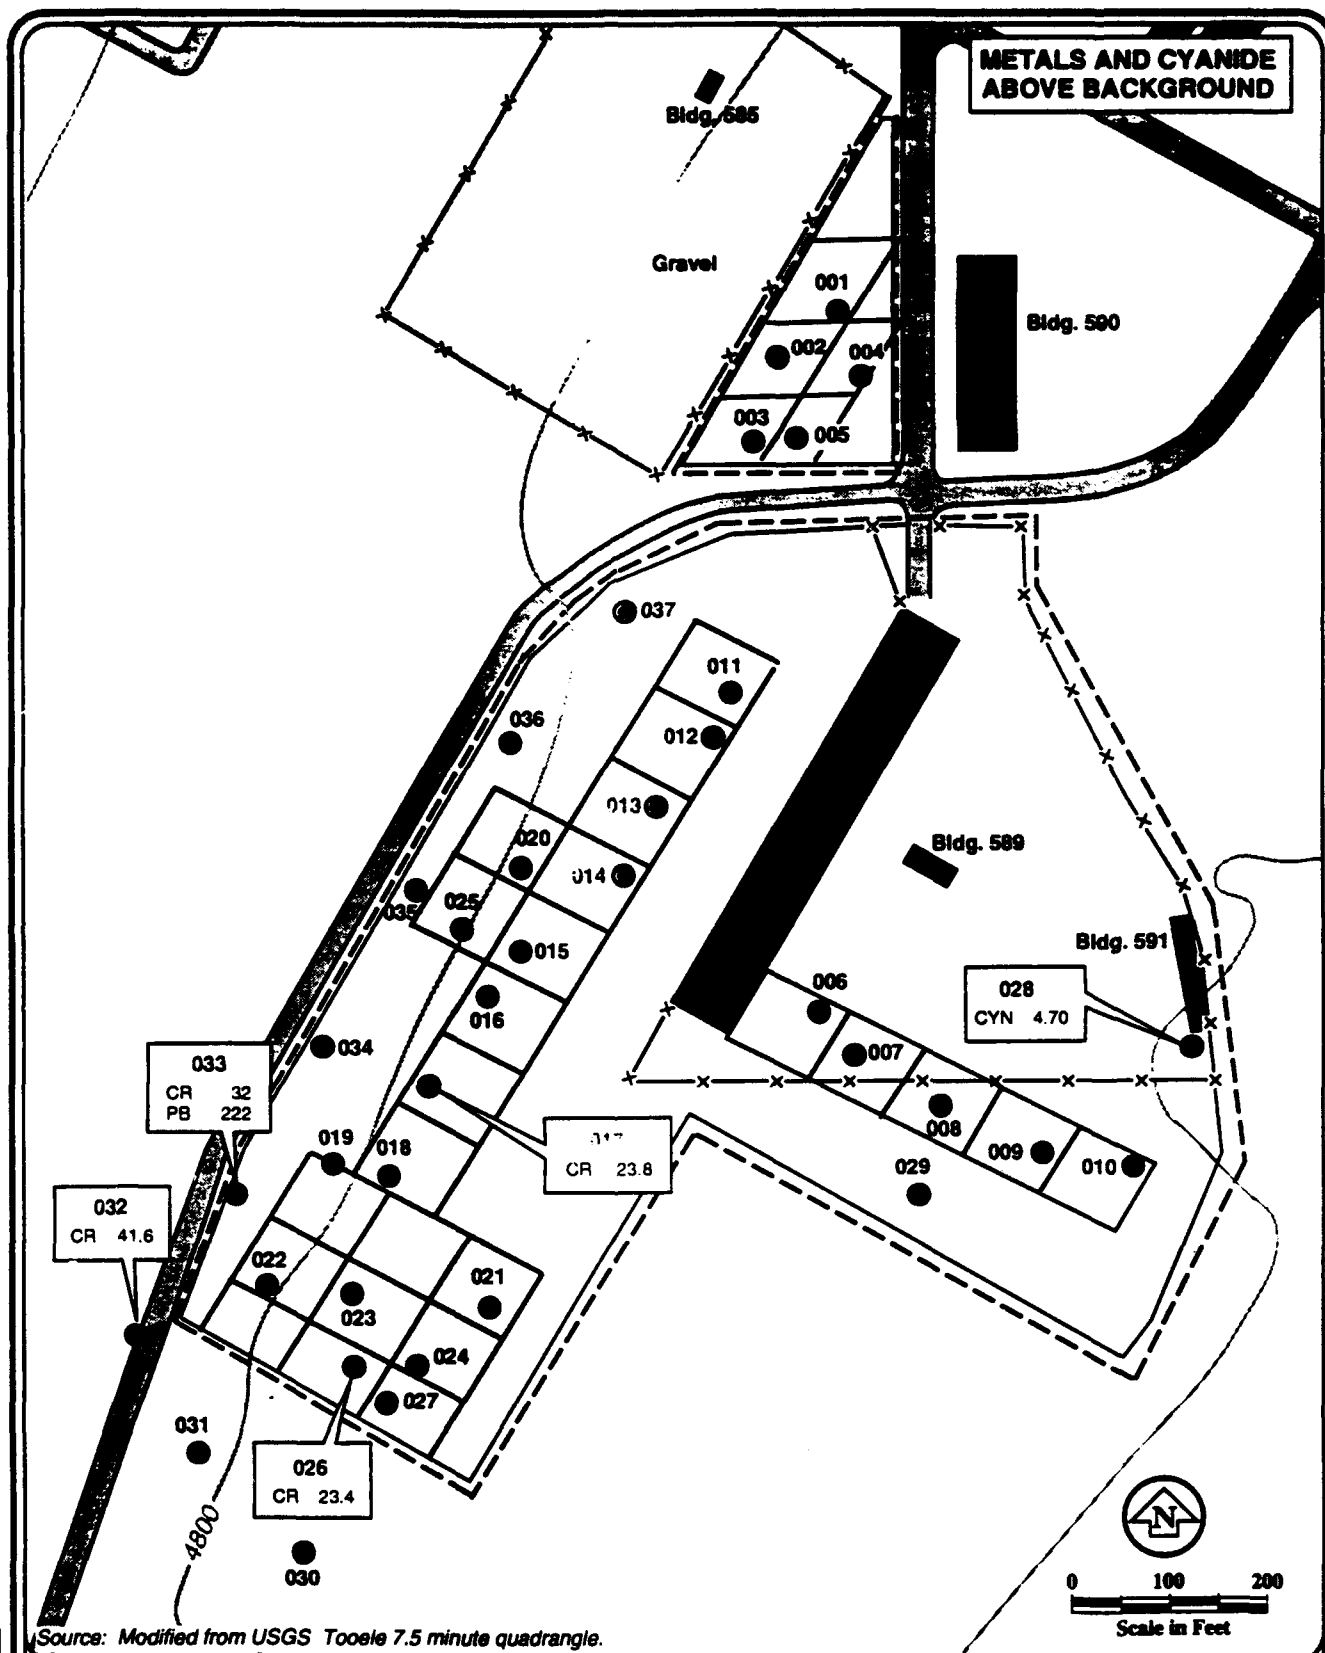 METALS AND CYANIDE
ABOVE BACKGROUND
Bldg. 585
Gravel
001
Bldg. 590
002
004
003
005
037
011
036
012
013
020
014
Bldg. 589
035
025
015
Bldg. 591
006
028
CYN 4.70
016
034
007
033
CR 32
PB 222
008
017
CR 23.8
019
018
009
010
029
032
CR 41.6
022
021
023
024
027
031
026
CR 23.4
4800
030
N
0 100 200
Scale in Feet
Source: Modified from USGS Tooele 7.5 minute quadrangle.